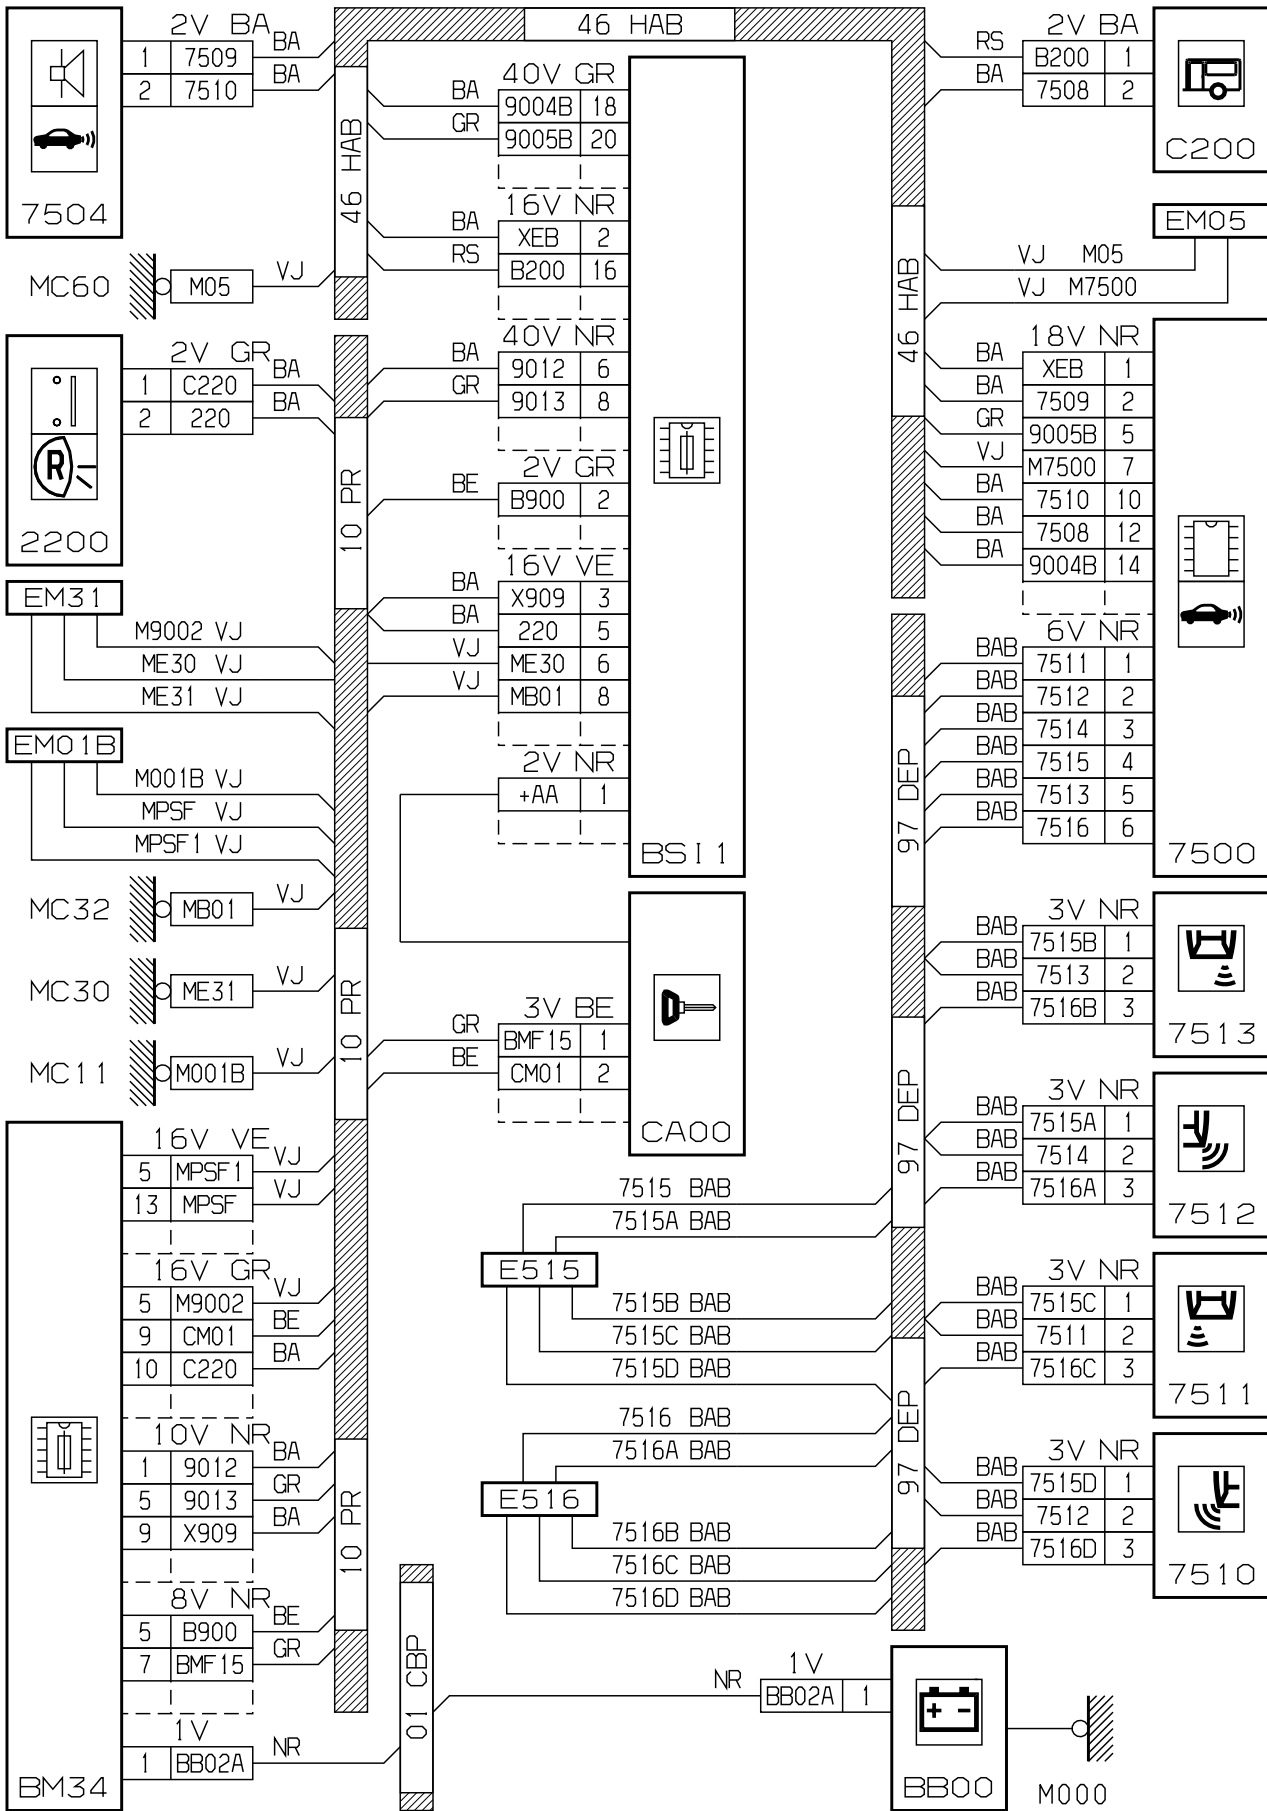 46 HAB
2V BA
1 7509 BA
2 7510 BA
7504
46 HAB
MC60 M05 VJ
2V GR
1 C220 BA
2 220 BA
R
2200
10 PR
EM31
M9002 VJ
ME30 VJ
ME31 VJ
EM01B
M001B VJ
MPSF VJ
MPSF1 VJ
MC32 MB01 VJ
MC30 ME31 VJ
MC11 M001B VJ
10 PR
16V VE
5 MPSF1 VJ
13 MPSF VJ
16V GR
5 M9002 VJ
9 CM01 BE
10 C220 BA
10V NR
1 9012 BA
5 9013 GR
9 X909 BA
10 PR
8V NR
5 B900 BE
7 BMF15 GR
1V
1 BB02A NR
BM34
01 CBP
40V GR
BA 9004B 18
GR 9005B 20
16V NR
BA XEB 2
RS B200 16
40V NR
BA 9012 6
GR 9013 8
2V GR
BE B900 2
16V VE
BA X909 3
BA 220 5
VJ ME30 6
VJ MB01 8
2V NR
+AA 1
BSI1
3V BE
GR BMF15 1
BE CM01 2
CA00
7515 BAB
7515A BAB
E515
7515B BAB
7515C BAB
7515D BAB
7516 BAB
7516A BAB
E516
7516B BAB
7516C BAB
7516D BAB
1V
NR BB02A 1
+ -
BB00
M000
2V BA
RS B200 1
BA 7508 2
C200
EM05
VJ M05
VJ M7500
46 HAB
18V NR
BA XEB 1
BA 7509 2
GR 9005B 5
VJ M7500 7
BA 7510 10
BA 7508 12
BA 9004B 14
6V NR
BAB 7511 1
BAB 7512 2
BAB 7514 3
BAB 7515 4
BAB 7513 5
BAB 7516 6
7500
97 DEP
3V NR
BAB 7515B 1
BAB 7513 2
BAB 7516B 3
7513
97 DEP
3V NR
BAB 7515A 1
BAB 7514 2
BAB 7516A 3
7512
3V NR
BAB 7515C 1
BAB 7511 2
BAB 7516C 3
7511
97 DEP
3V NR
BAB 7515D 1
BAB 7512 2
BAB 7516D 3
7510